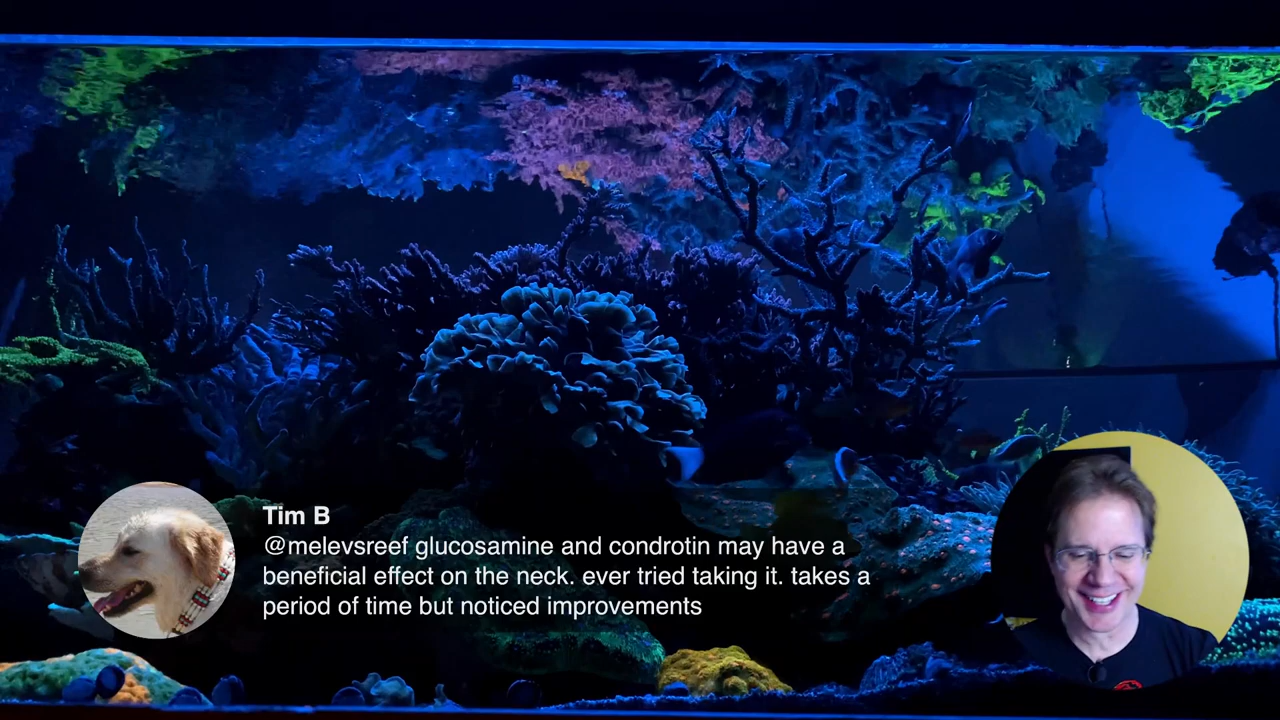 Tim B
@melevsreef glucosamine and condrotin may have a
beneficial effect on the neck. ever tried taking it. takes a
period of time but noticed improvements